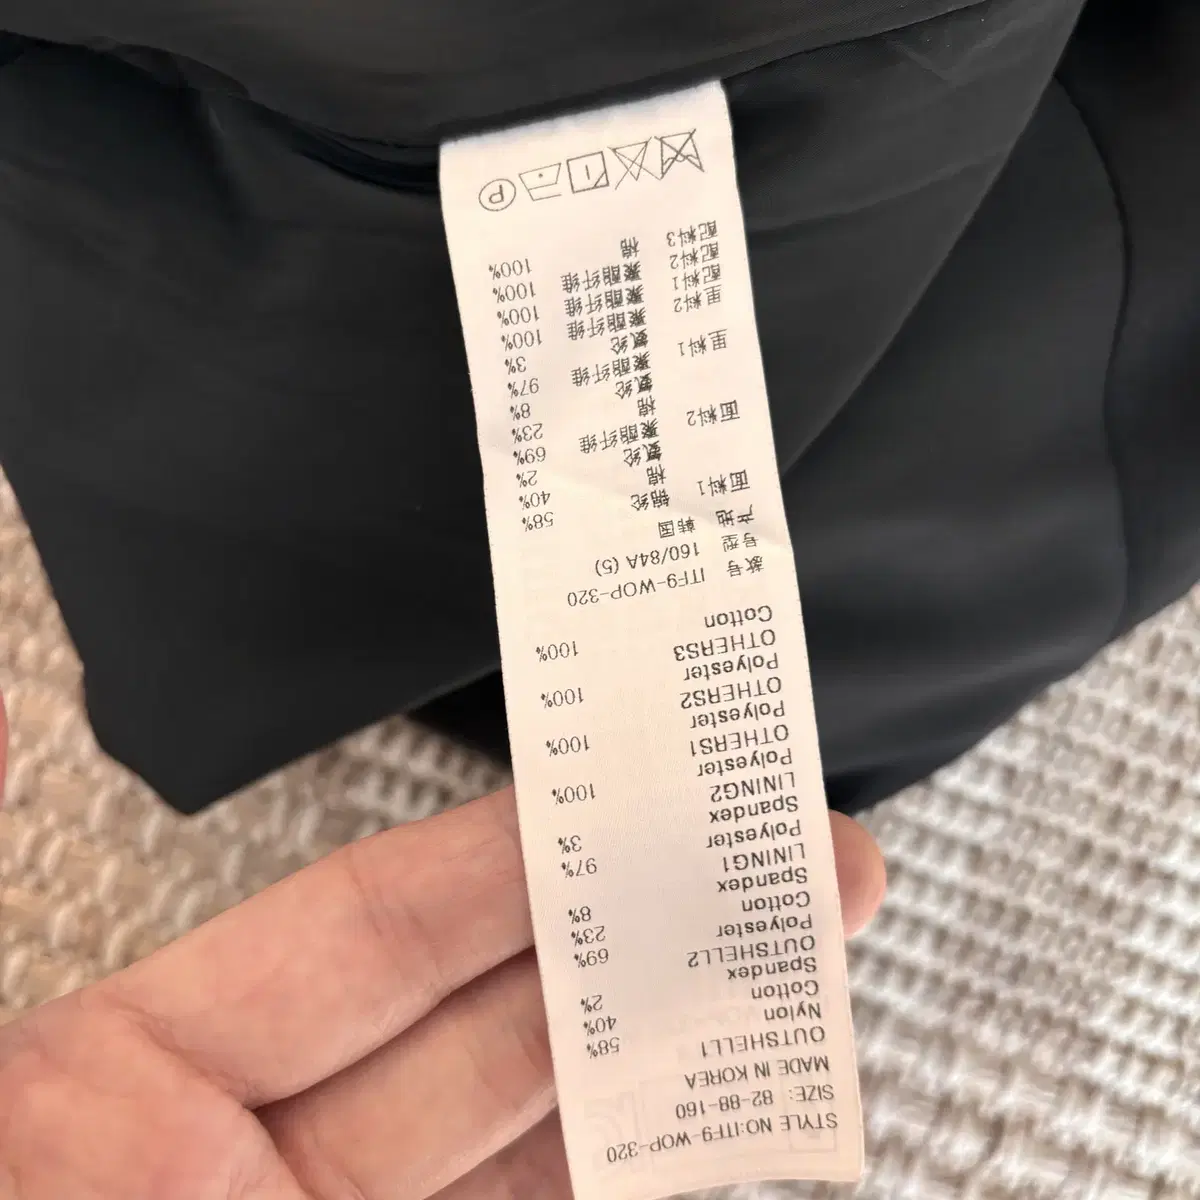 STYLE NO:ITF9-WOP-320
SIZE: 82-88-160
MADE IN KOREA
OUTSHELL1
Nylon 58%
Cotton 40%
Spandex 2%
OUTSHELL2
Polyester 69%
Cotton 23%
Spandex 8%
LINING1
Polyester 97%
Spandex 3%
LINING2
Polyester 100%
OTHERS1
Polyester 100%
OTHERS2
Polyester 100%
OTHERS3
Cotton 100%
款号 ITF9-WOP-320
号型 160/84A (5)
产地 韩国
面料1 锦纶 58%
棉 40%
氨纶 2%
面料2 聚酯纤维 69%
棉 23%
氨纶 8%
里料1 聚酯纤维 97%
氨纶 3%
里料2 聚酯纤维 100%
配料1 聚酯纤维 100%
配料2 聚酯纤维 100%
配料3 棉 100%
P